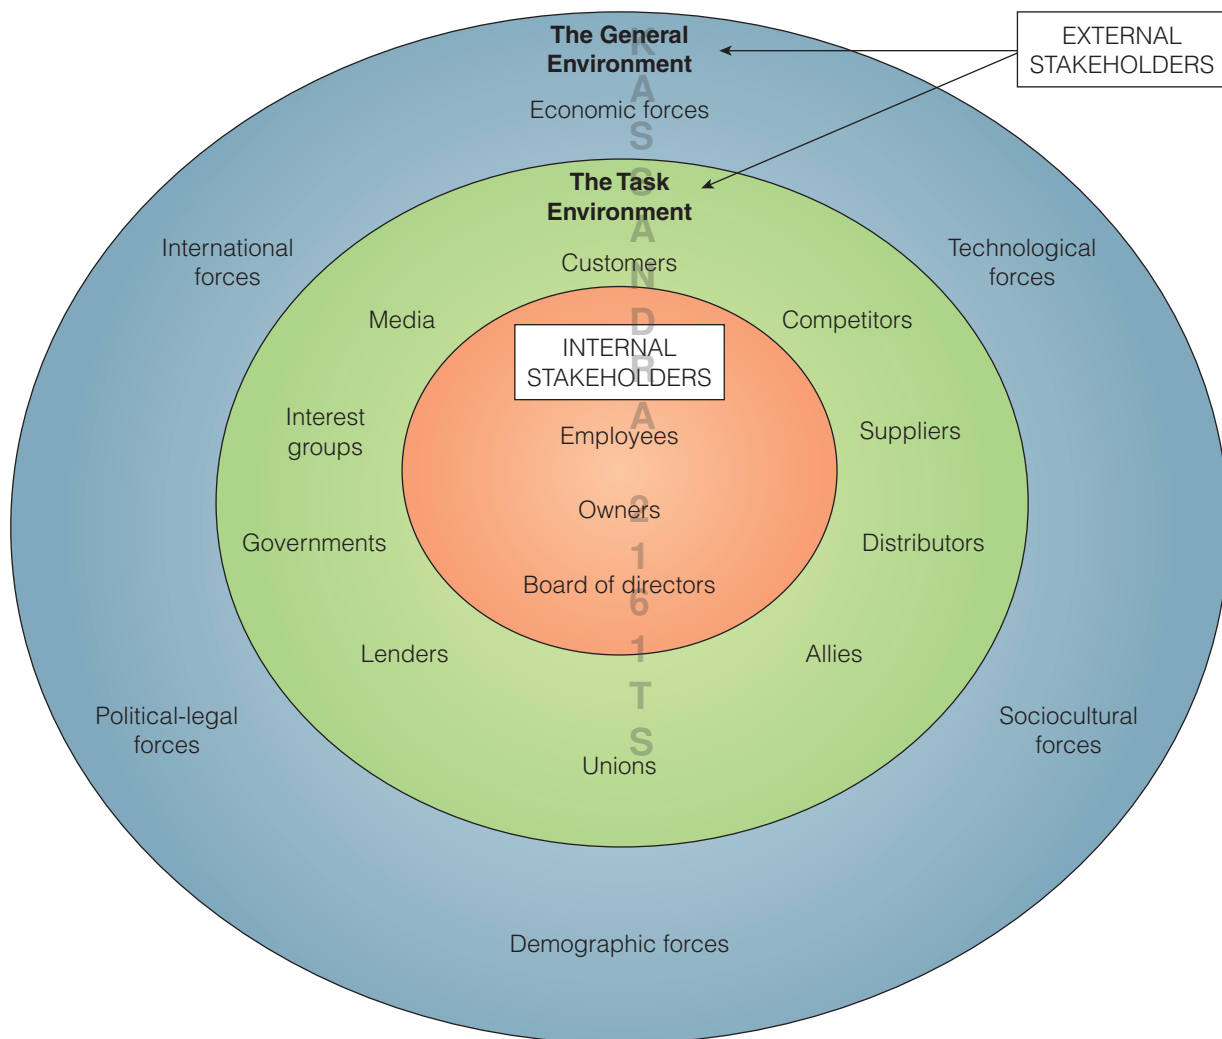 The General
Environment
EXTERNAL
STAKEHOLDERS
Economic forces
The Task
Environment
International
forces
Technological
forces
Customers
Media
Competitors
INTERNAL
STAKEHOLDERS
Interest
groups
Employees
Suppliers
Owners
Governments
Distributors
Board of directors
Lenders
Allies
Political-legal
forces
Sociocultural
forces
Unions
Demographic forces
KASSANDRA 2161TS